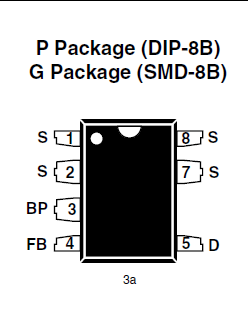 P Package (DIP-8B)
G Package (SMD-8B)
S 1 8 S
S 2 7 S
BP 3
FB 4 5 D
3a